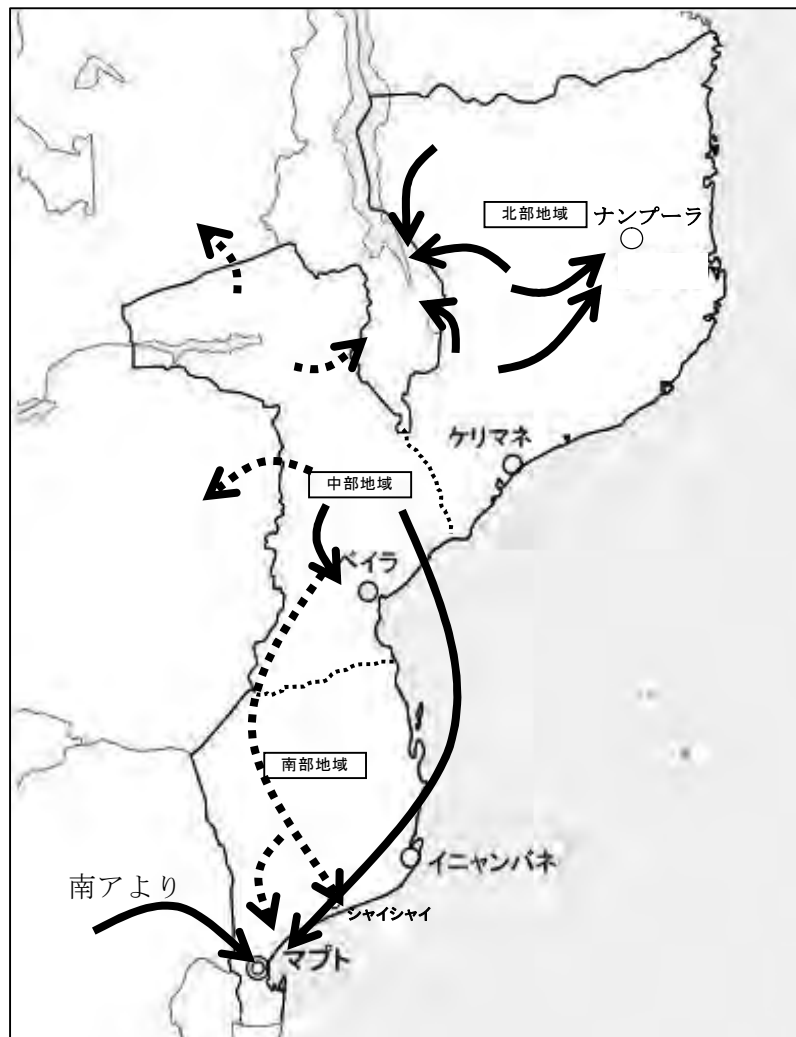 北部地域
ナンプーラ
ケリマネ
中部地域
ベイラ
南部地域
イニャンバネ
南アより
シャイシャイ
マプト